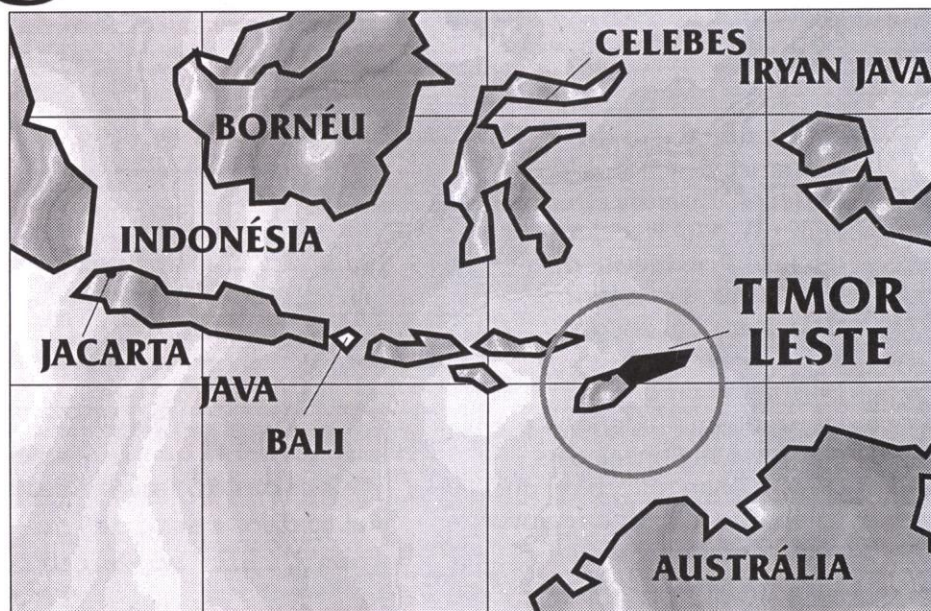 CELEBES
IRYAN JAVA
BORNÉU
INDONÉSIA
TIMOR
LESTE
JACARTA
JAVA
BALI
AUSTRÁLIA